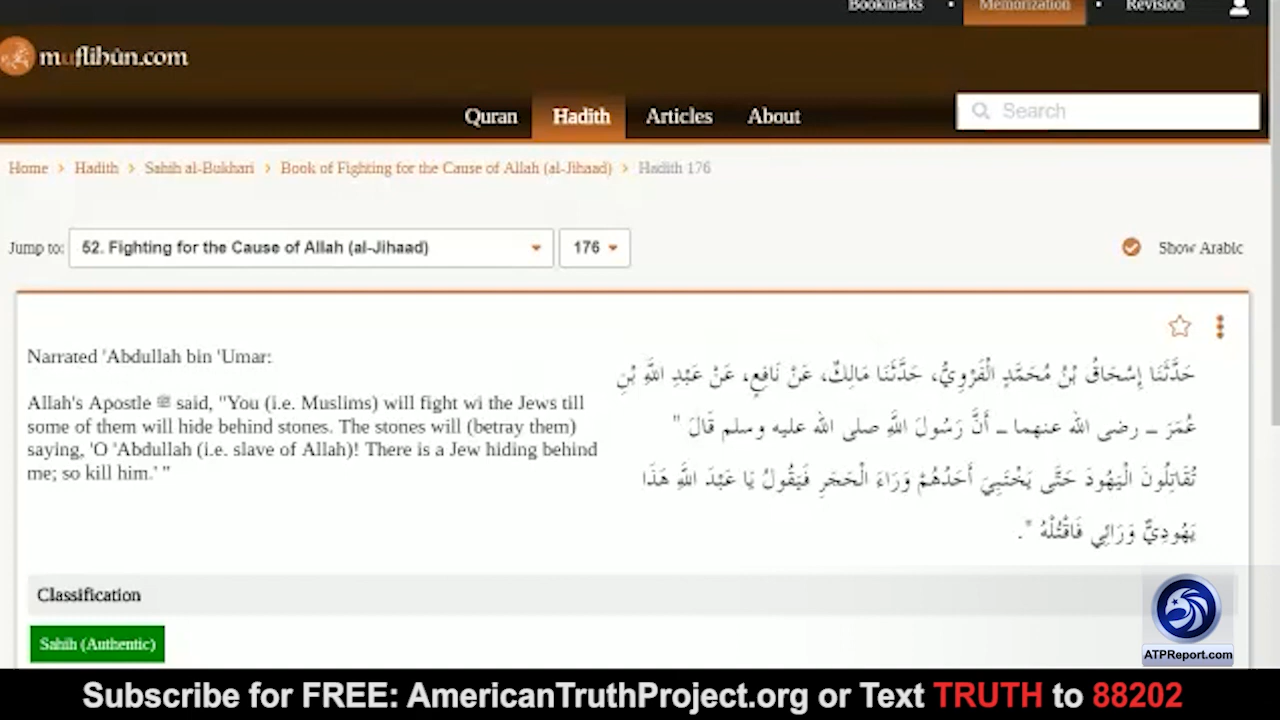 Bookmarks • Memorization • Revision
muflihûn.com
Quran Hadith Articles About
Search
Home > Hadith > Sahih al-Bukhari > Book of Fighting for the Cause of Allah (al-Jihaad) > Hadith 176
Jump to: 52. Fighting for the Cause of Allah (al-Jihaad) 176 Show Arabic
Narrated 'Abdullah bin 'Umar:
Allah's Apostle ﷺ said, "You (i.e. Muslims) will fight wi the Jews till
some of them will hide behind stones. The stones will (betray them)
saying, 'O 'Abdullah (i.e. slave of Allah)! There is a Jew hiding behind
me; so kill him.' "
حَدَّثَنَا إِسْحَاقُ بْنُ مُحَمَّدٍ الْفَرْوِيُّ، حَدَّثَنَا مَالِكٌ، عَنْ نَافِعٍ، عَنْ عَبْدِ اللَّهِ بْنِ
عُمَرَ ـ رضى الله عنهما ـ أَنَّ رَسُولَ اللَّهِ صلى الله عليه وسلم قَالَ "
تُقَاتِلُونَ الْيَهُودَ حَتَّى يَخْتَبِيَ أَحَدُهُمْ وَرَاءَ الْحَجَرِ فَيَقُولُ يَا عَبْدَ اللَّهِ هَذَا
يَهُودِيٌّ وَرَائِي فَاقْتُلْهُ ".
Classification
Sahih (Authentic)
ATPReport.com
Subscribe for FREE: AmericanTruthProject.org or Text TRUTH to 88202